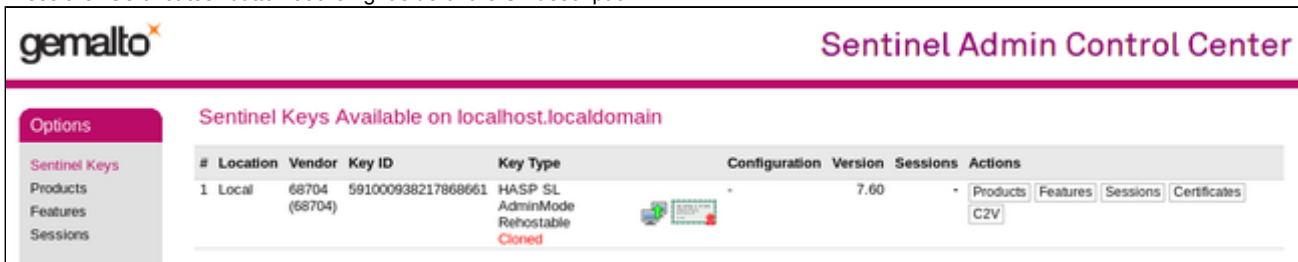 gemalto
Sentinel Admin Control Center
Options
Sentinel Keys
Products
Features
Sessions
Sentinel Keys Available on localhost.localdomain
# Location Vendor Key ID Key Type Configuration Version Sessions Actions
1 Local 68704 591000938217868661 HASP SL - 7.60 - Products Features Sessions Certificates
(68704) AdminMode C2V
Rehostable
Cloned